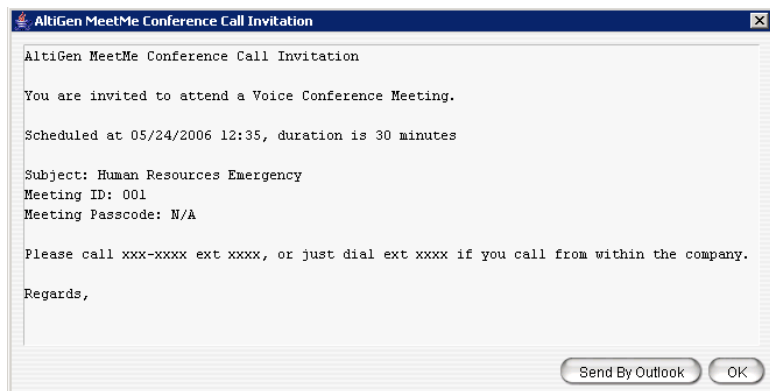 AltiGen MeetMe Conference Call Invitation
AltiGen MeetMe Conference Call Invitation
You are invited to attend a Voice Conference Meeting.
Scheduled at 05/24/2006 12:35, duration is 30 minutes
Subject: Human Resources Emergency
Meeting ID: 001
Meeting Passcode: N/A
Please call xxx-xxxx ext xxxx, or just dial ext xxxx if you call from within the company.
Regards,
Send By Outlook OK